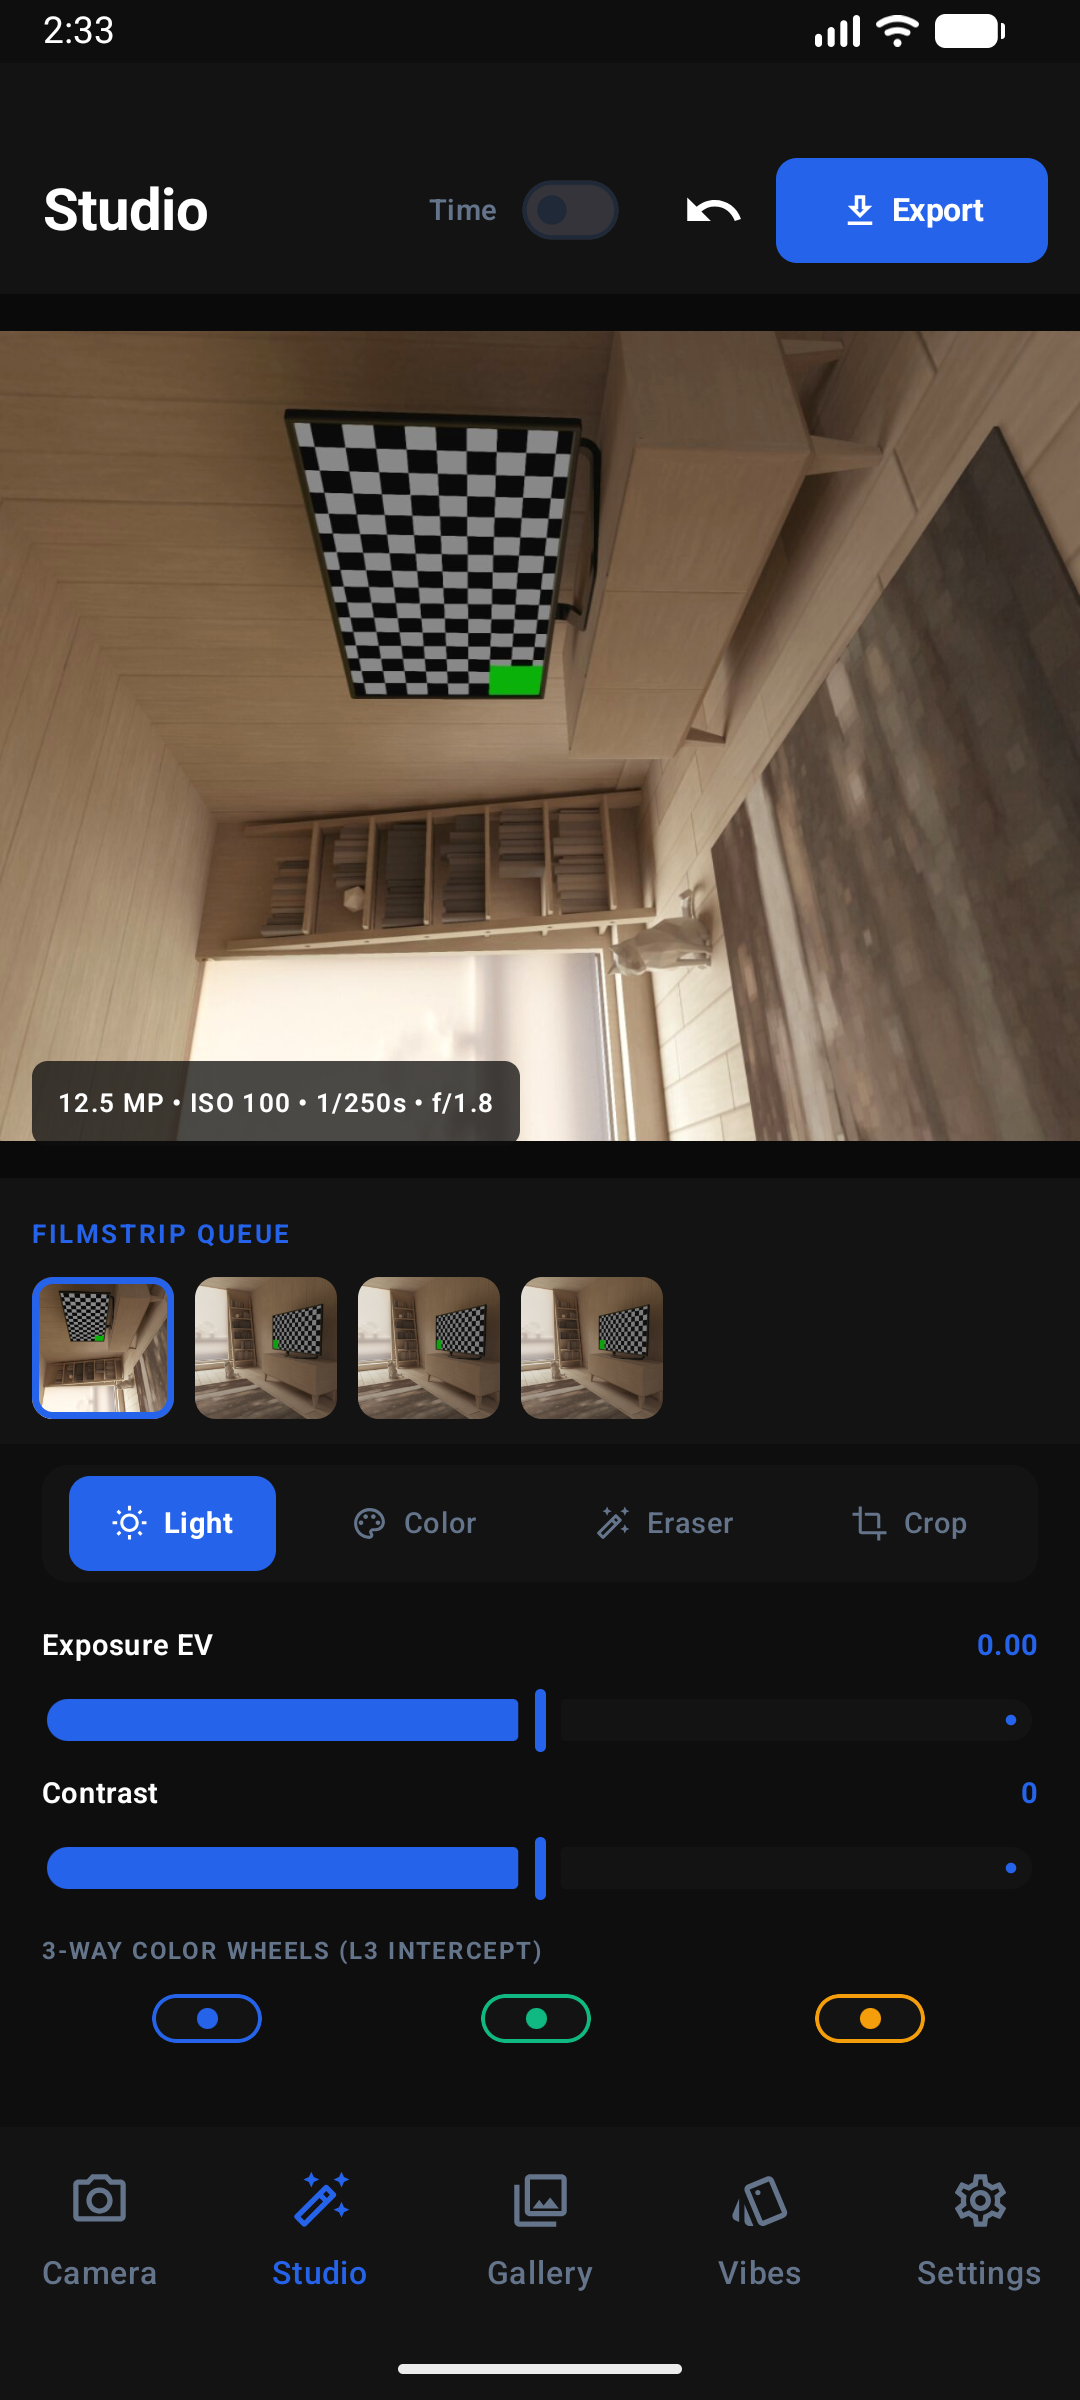 2:33
Studio
Time
Export
12.5 MP • ISO 100 • 1/250s • f/1.8
FILMSTRIP QUEUE
Light
Color
Eraser
Crop
Exposure EV
0.00
Contrast
0
3-WAY COLOR WHEELS (L3 INTERCEPT)
Camera
Studio
Gallery
Vibes
Settings